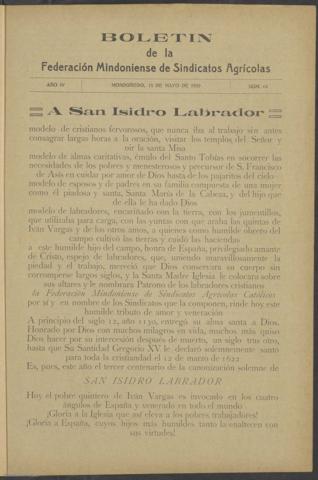 BOLETIN
de la
Federación Mindoniense de Sindicatos Agrícolas
AÑO IV MONDOÑEDO, 15 DE MAYO DE NÚM.
A San Isidro Labrador
modelo de cristianos fervorosos, que nunca iba al trabajo sin antes
consagrar largas horas a la oración, visitar los templos del Señor y
oir la santa Misa
modelo de almas caritativas, émulo del Santo Tobías en socorrer las
necesidades de los pobres y menesterosos y precursor de S. Francisco
de Asís en cuidar por amor de Dios hasta de los pajaritos del cielo
modelo de esposos y de padres en su familia compuesta de una mujer
como él piadosa y santa, Santa María de la Cabeza, y del hijo que
de ella le ha dado Dios
modelo de labradores, encariñado con la tierra, con los jumentillos,
que utilizaba para carga, con las yuntas con que araba las quintas de
Iván Vargas y de los otros amos, a quienes como humilde obrero del
campo cultivó las tierras y cuidó las haciendas
a este humilde hijo del campo, honra de España, privilegiado amante
de Cristo, espejo de labradores, que, uniendo maravillosamente la
piedad y el trabajo, mereció que Dios conservara su cuerpo sin
corromperse largos siglos, y la Santa Madre Iglesia le colocara sobre
sus altares y le nombrara Patrono de los labradores cristianos
la Federación Mindoniense de Sindicatos Agrícolas Católicos
por sí y en nombre de los Sindicatos que la componen, rinde hoy este
humilde tributo de amor y veneración
A principio del siglo 12, año 1130, entregó su alma santa a Dios.
Honrado por Dios con muchos milagros en vida, muchos más quiso
Dios hacer por su intercesión después de muerto, un siglo tras otro,
hasta que Su Santidad Gregorio XV le declaró solemnemente santo
para toda la cristiandad el 12 de marzo de 1622
Es, pues, este año el tercer centenario de la canonización solemne de
SAN ISIDRO LABRADOR
Hoy el pobre quintero de Iván Vargas es invocado en los cuatro
ángulos de España y venerado en todo el mundo
¡Gloria a la Iglesia que así eleva a los pobres trabajadores!
¡Gloria a España, cuyos hijos más humildes tanto la enaltecen con
sus virtudes!